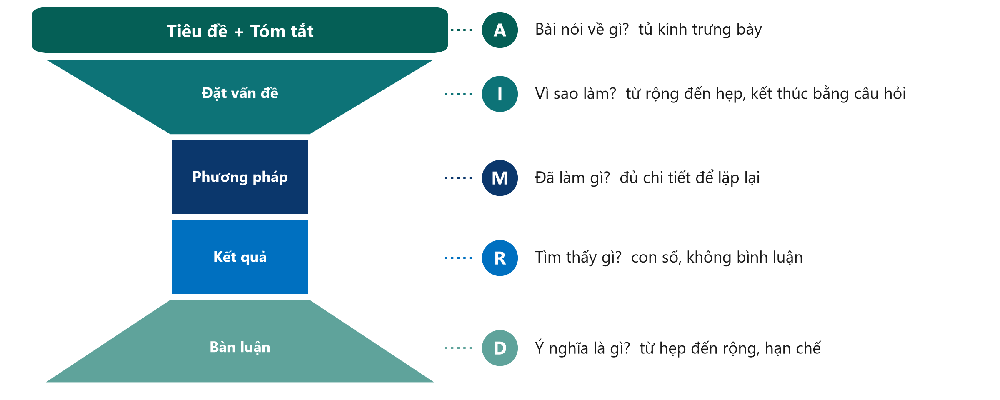 Tiêu đề + Tóm tắt
A
Bài nói về gì?  tủ kính trưng bày
Đặt vấn đề
I
Vì sao làm?  từ rộng đến hẹp, kết thúc bằng câu hỏi
Phương pháp
M
Đã làm gì?  đủ chi tiết để lặp lại
Kết quả
R
Tìm thấy gì?  con số, không bình luận
Bàn luận
D
Ý nghĩa là gì?  từ hẹp đến rộng, hạn chế